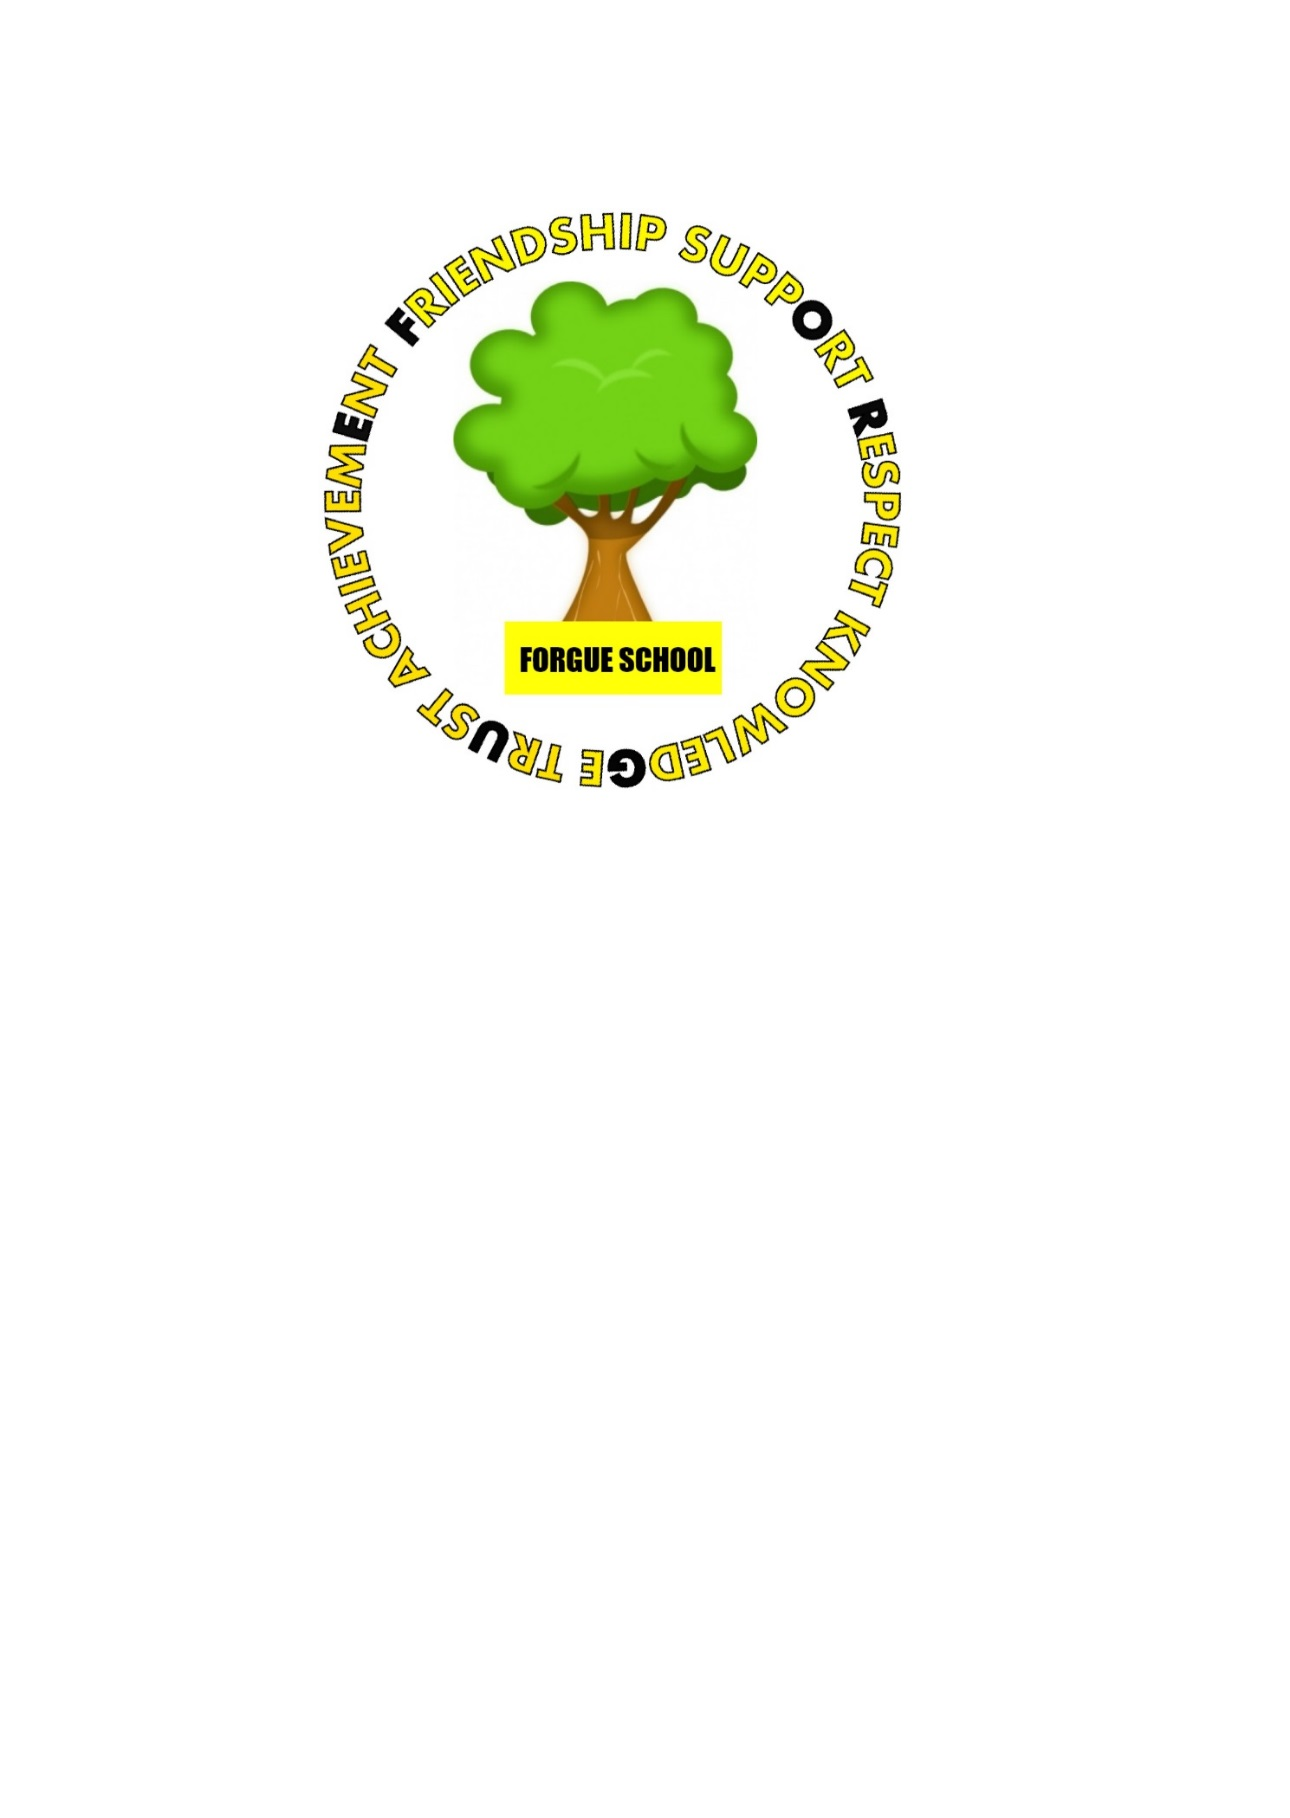 FRIENDSHIP SUPPORT RESPECT KNOWLEDGE TRUST ACHIEVEMENT
FORGUE SCHOOL